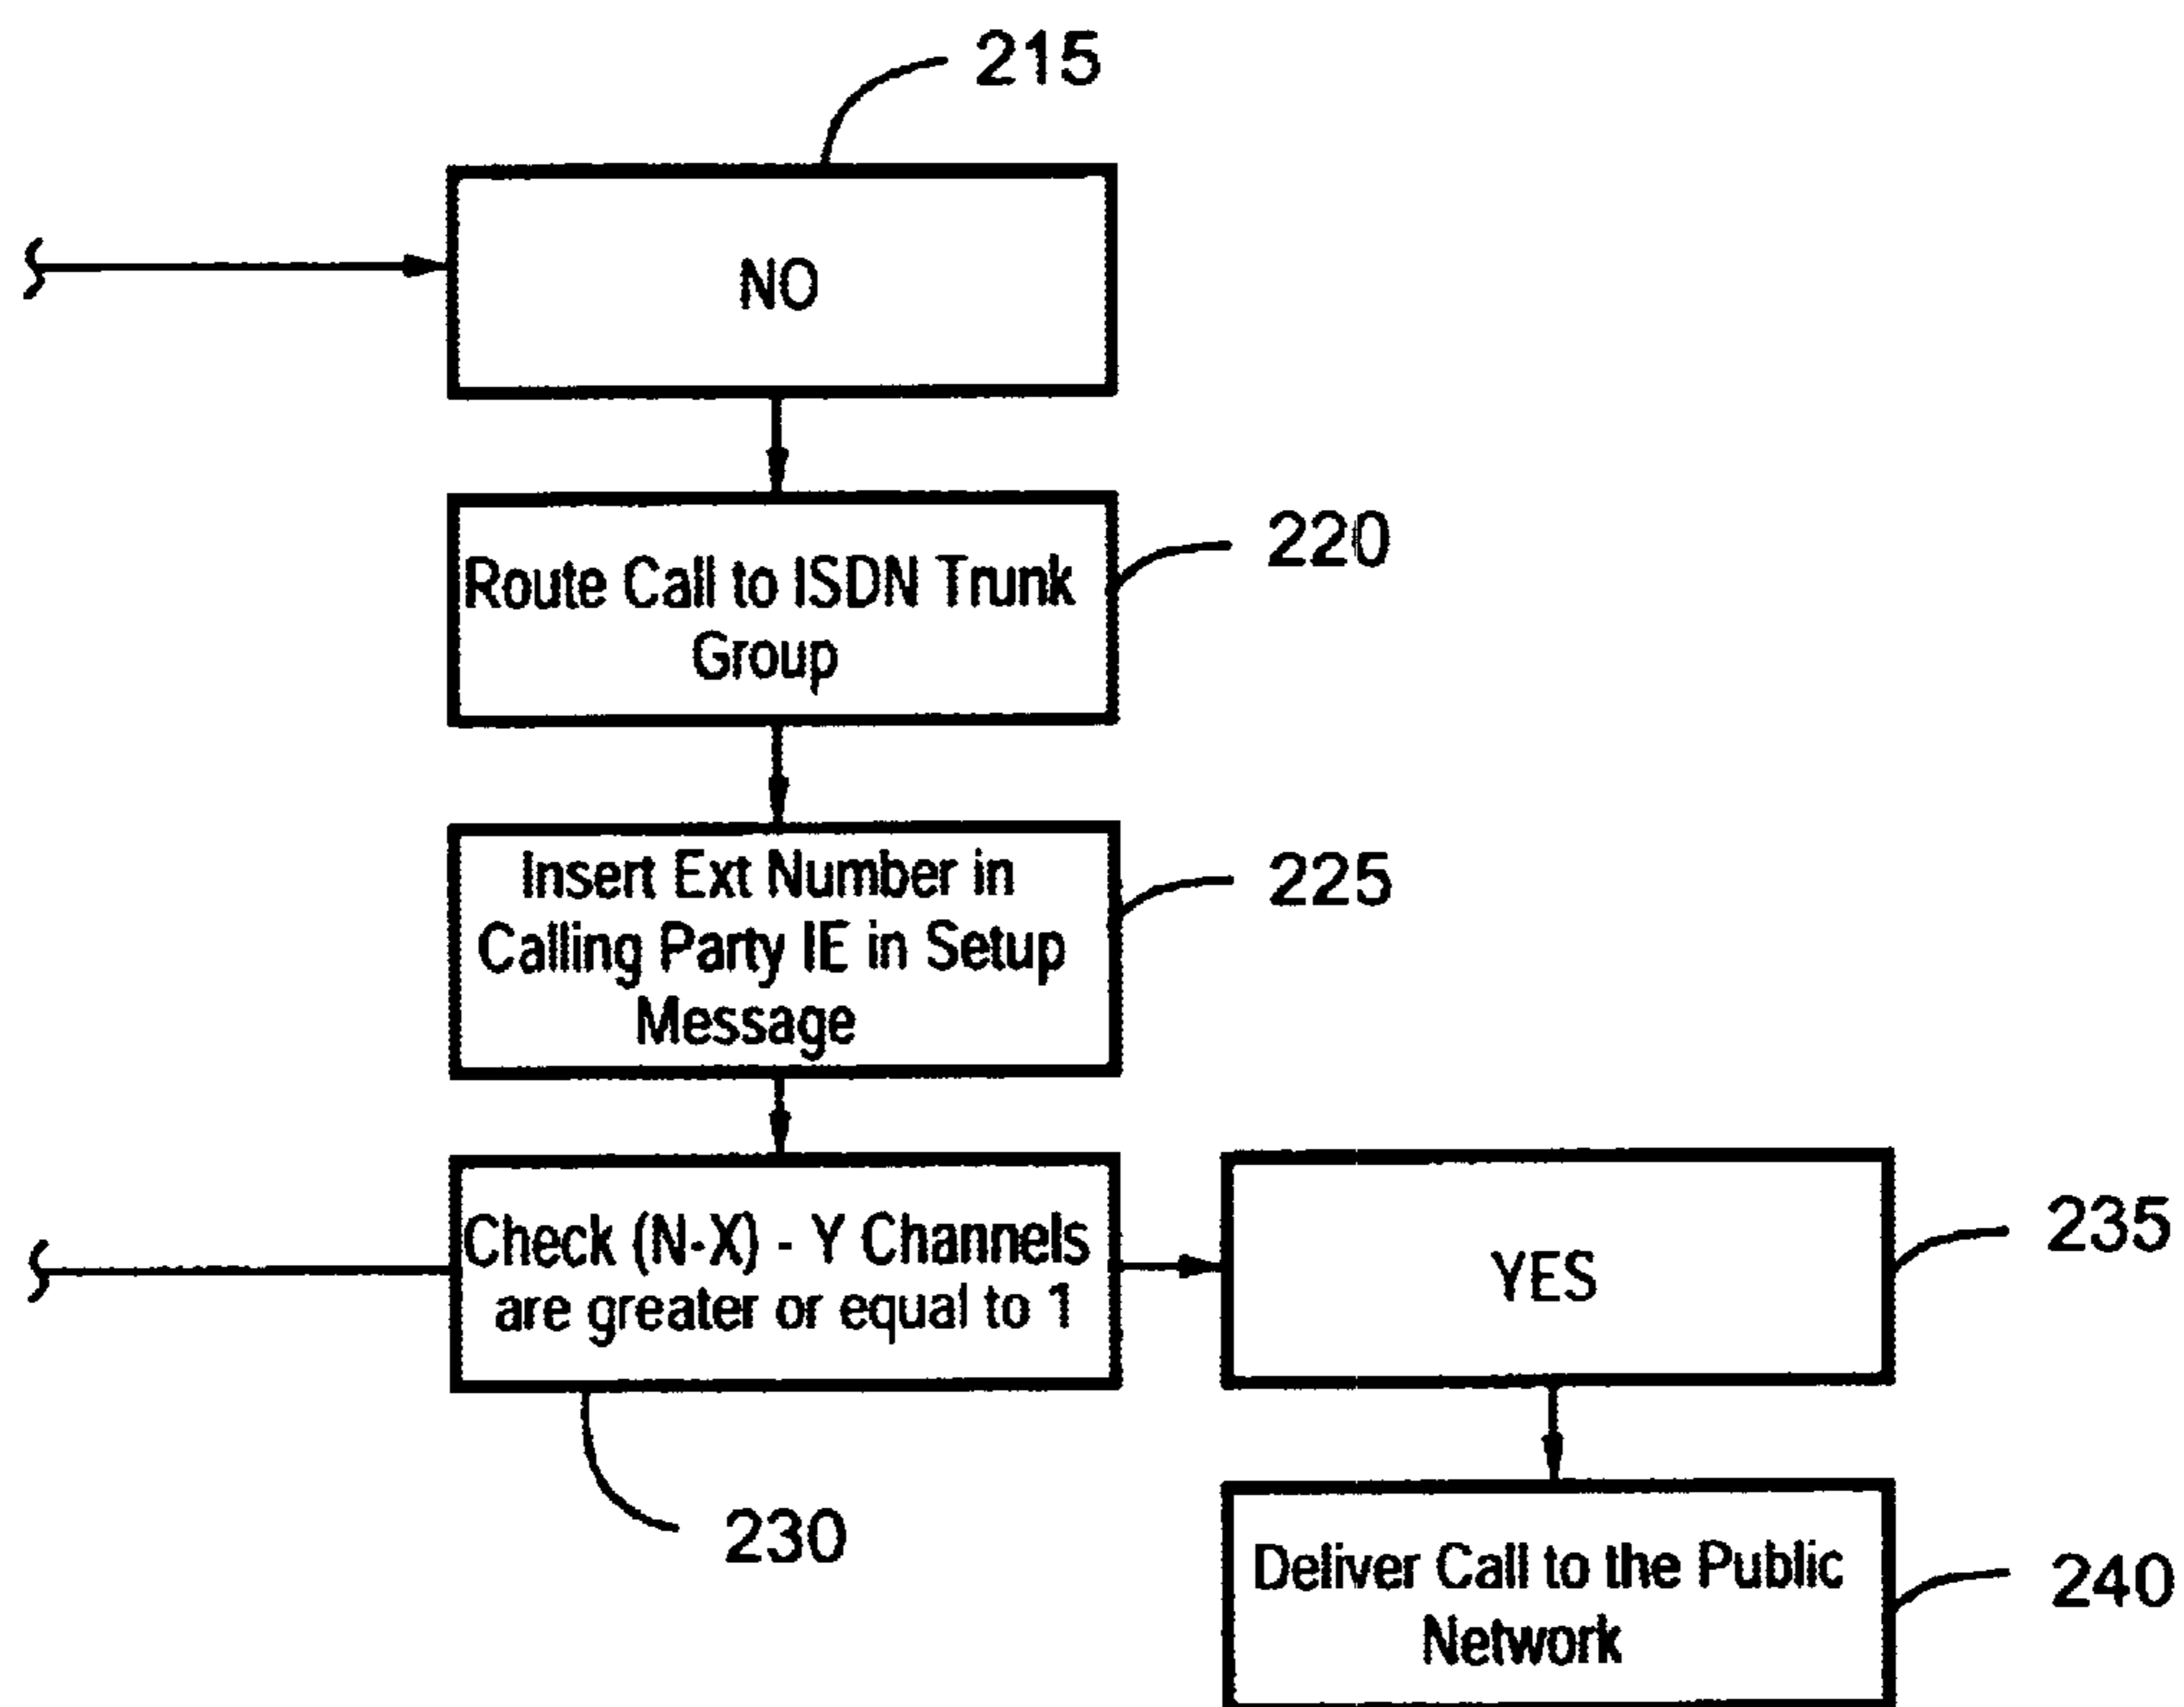 215
NO
Route Call to ISDN Trunk
Group
220
Insert Ext Number in
Calling Party IE in Setup
Message
225
Check (N-X) - Y Channels
are greater or equal to 1
230
YES
235
Deliver Call to the Public
Network
240